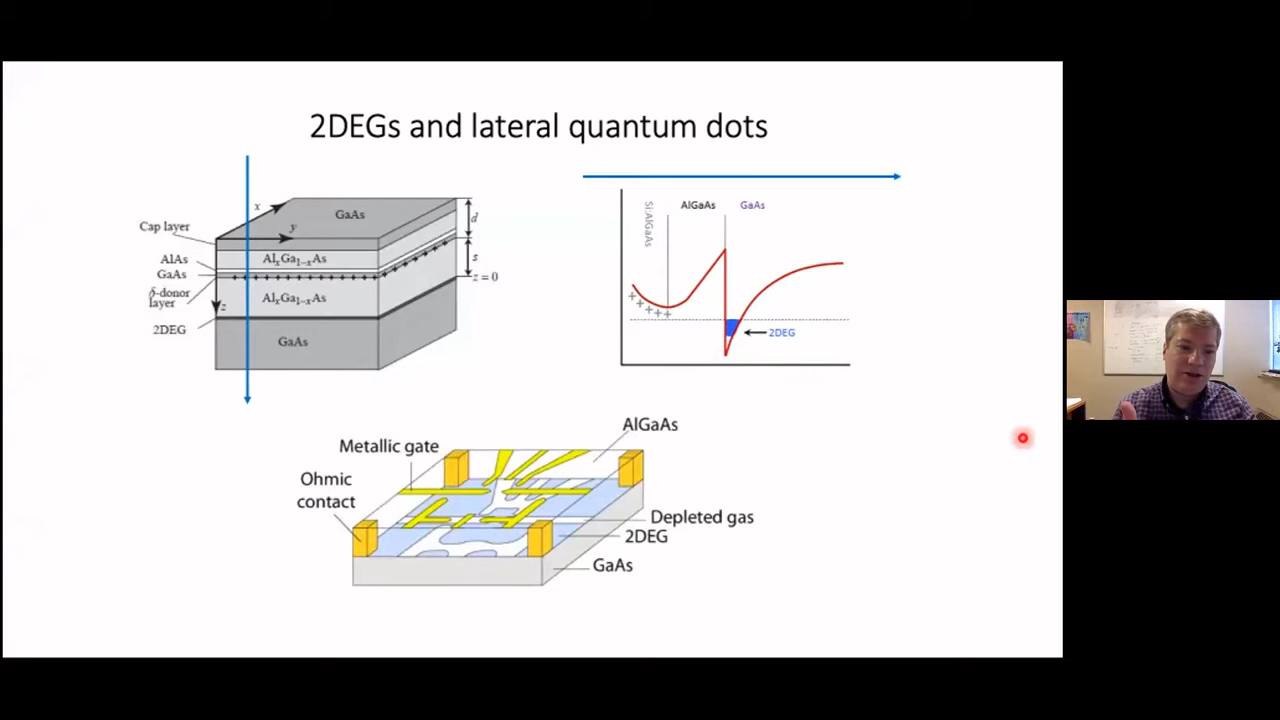 2DEGs and lateral quantum dots
x
GaAs
Cap layer
y
d
AlAs
AlxGa1−xAs
s
GaAs
z = 0
δ-donor
layer
AlxGa1−xAs
z
2DEG
GaAs
Si:AlGaAs
AlGaAs
GaAs
2DEG
AlGaAs
Metallic gate
Ohmic
contact
Depleted gas
2DEG
GaAs